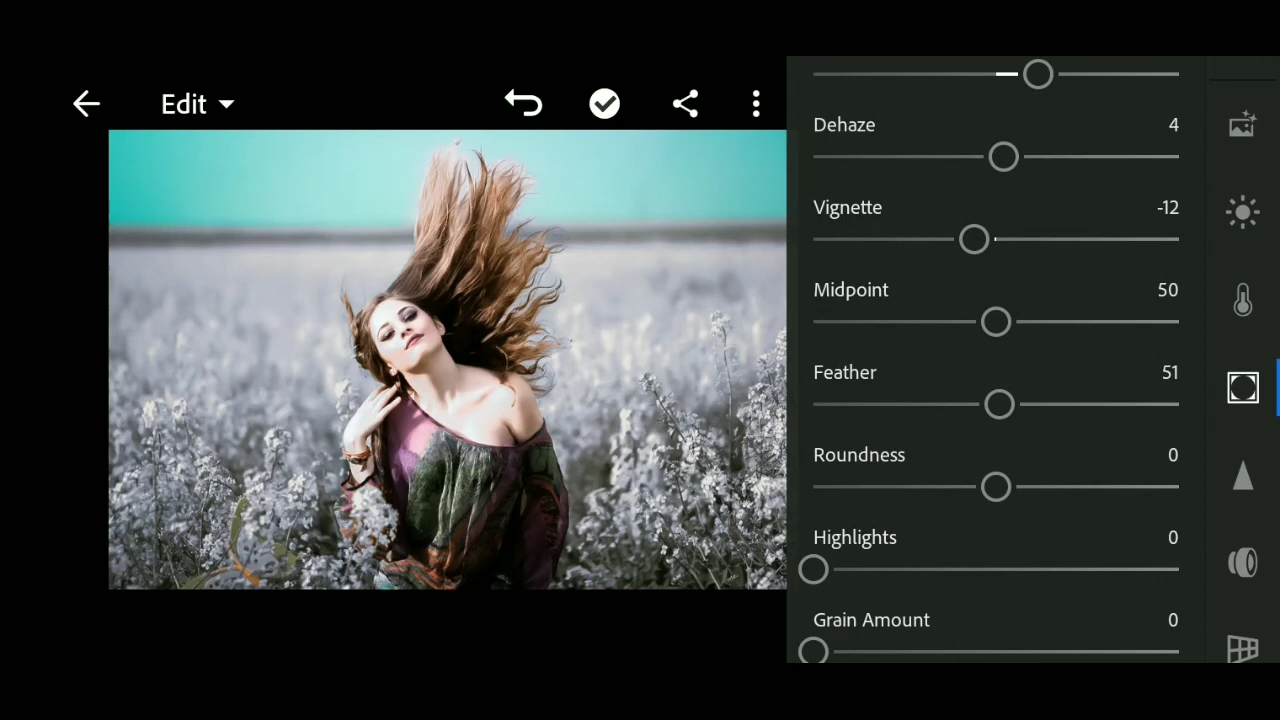 Edit
Dehaze 4
Vignette -12
Midpoint 50
Feather 51
Roundness 0
Highlights 0
Grain Amount 0